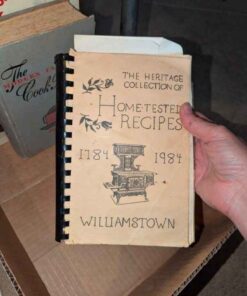 The
Cook
THE HERITAGE
COLLECTION OF
HOME-TESTED
RECIPES
1784 1984
WILLIAMSTOWN